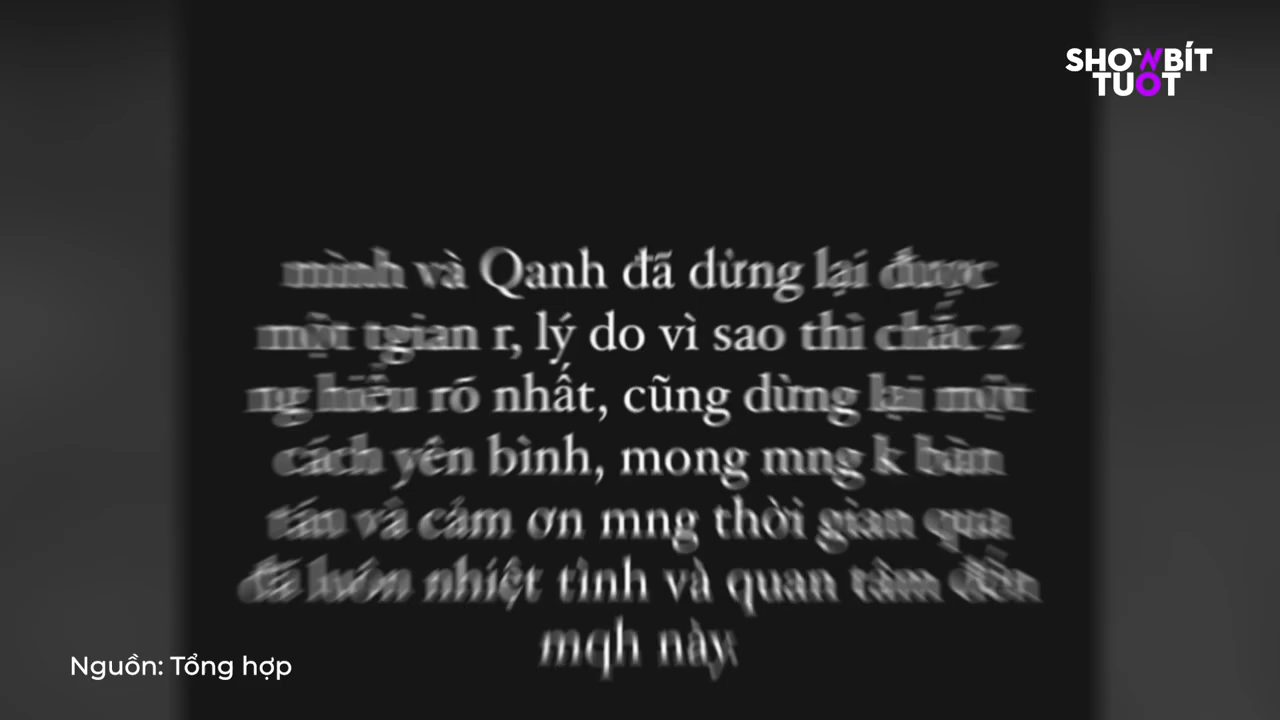 SHOWBÍT
TUỐT
mình và Qanh đã dừng lại được
một tgian r, lý do vì sao thì chắc 2
ng hiểu rõ nhất, cũng dừng lại một
cách yên bình, mong mng k bàn
tán và cảm ơn mng thời gian qua
đã luôn nhiệt tình và quan tâm đến
mqh này
Nguồn: Tổng hợp